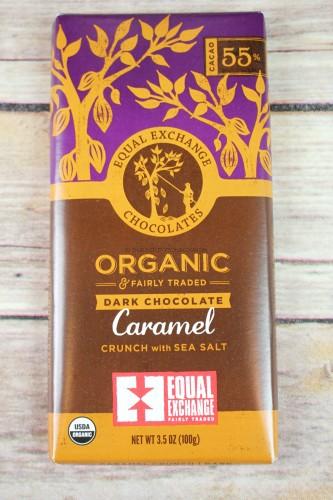 CACAO 55%
EQUAL EXCHANGE
CHOCOLATES
ORGANIC
& FAIRLY TRADED
DARK CHOCOLATE
Caramel
CRUNCH with SEA SALT
EQUAL
EXCHANGE
FAIRLY TRADED
USDA
ORGANIC
NET WT 3.5 OZ (100g)